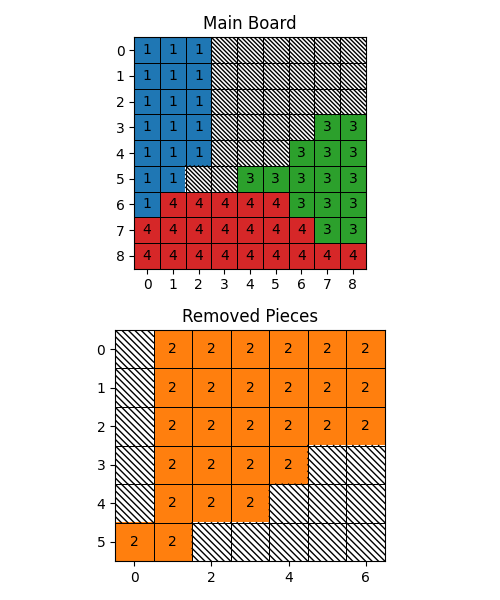 Main Board
0 1 1 1
1 1 1 1
2 1 1 1
3 1 1 1 3 3
4 1 1 1 3 3 3
5 1 1 3 3 3 3 3
6 1 4 4 4 4 4 3 3 3
7 4 4 4 4 4 4 4 3 3
8 4 4 4 4 4 4 4 4 4
0 1 2 3 4 5 6 7 8
Removed Pieces
0 2 2 2 2 2 2
1 2 2 2 2 2 2
2 2 2 2 2 2 2
3 2 2 2 2
4 2 2 2
5 2 2
0 2 4 6